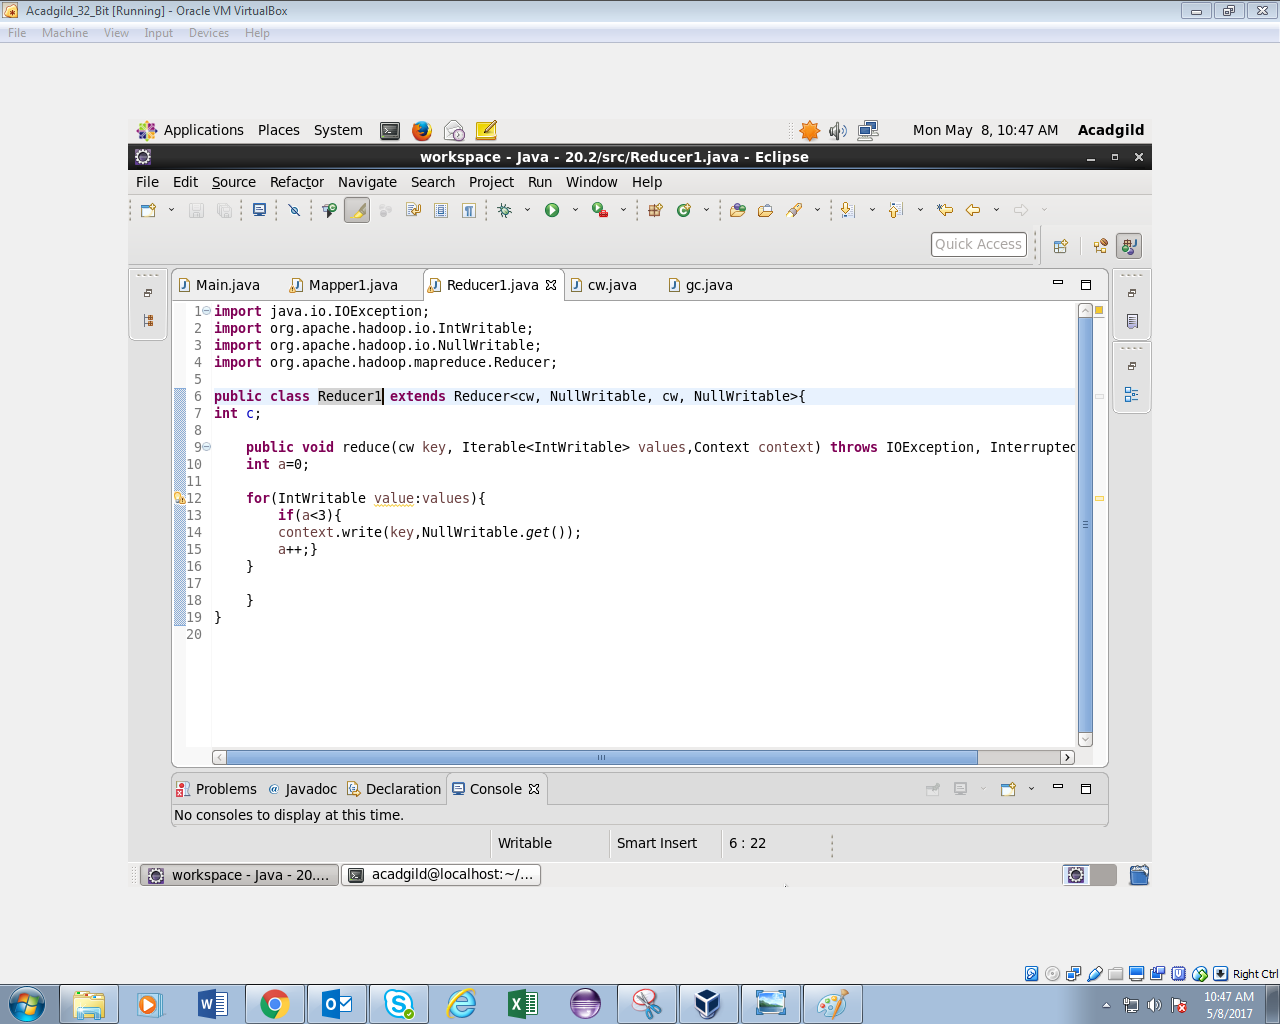 Acadgild_32_Bit [Running] - Oracle VM VirtualBox
File Machine View Input Devices Help
Applications Places System Mon May 8, 10:47 AM Acadgild
workspace - Java - 20.2/src/Reducer1.java - Eclipse
File Edit Source Refactor Navigate Search Project Run Window Help
Quick Access
Main.java Mapper1.java Reducer1.java cw.java gc.java
1 import java.io.IOException;
2 import org.apache.hadoop.io.IntWritable;
3 import org.apache.hadoop.io.NullWritable;
4 import org.apache.hadoop.mapreduce.Reducer;
5
6 public class Reducer1 extends Reducer<cw, NullWritable, cw, NullWritable>{
7 int c;
8
9 public void reduce(cw key, Iterable<IntWritable> values,Context context) throws IOException, Interrupted
10 int a=0;
11
12 for(IntWritable value:values){
13 if(a<3){
14 context.write(key,NullWritable.get());
15 a++;}
16 }
17
18 }
19 }
20
Problems Javadoc Declaration Console
No consoles to display at this time.
Writable Smart Insert 6 : 22
workspace - Java - 20.... acadgild@localhost:~/...
Right Ctrl
10:47 AM
5/8/2017